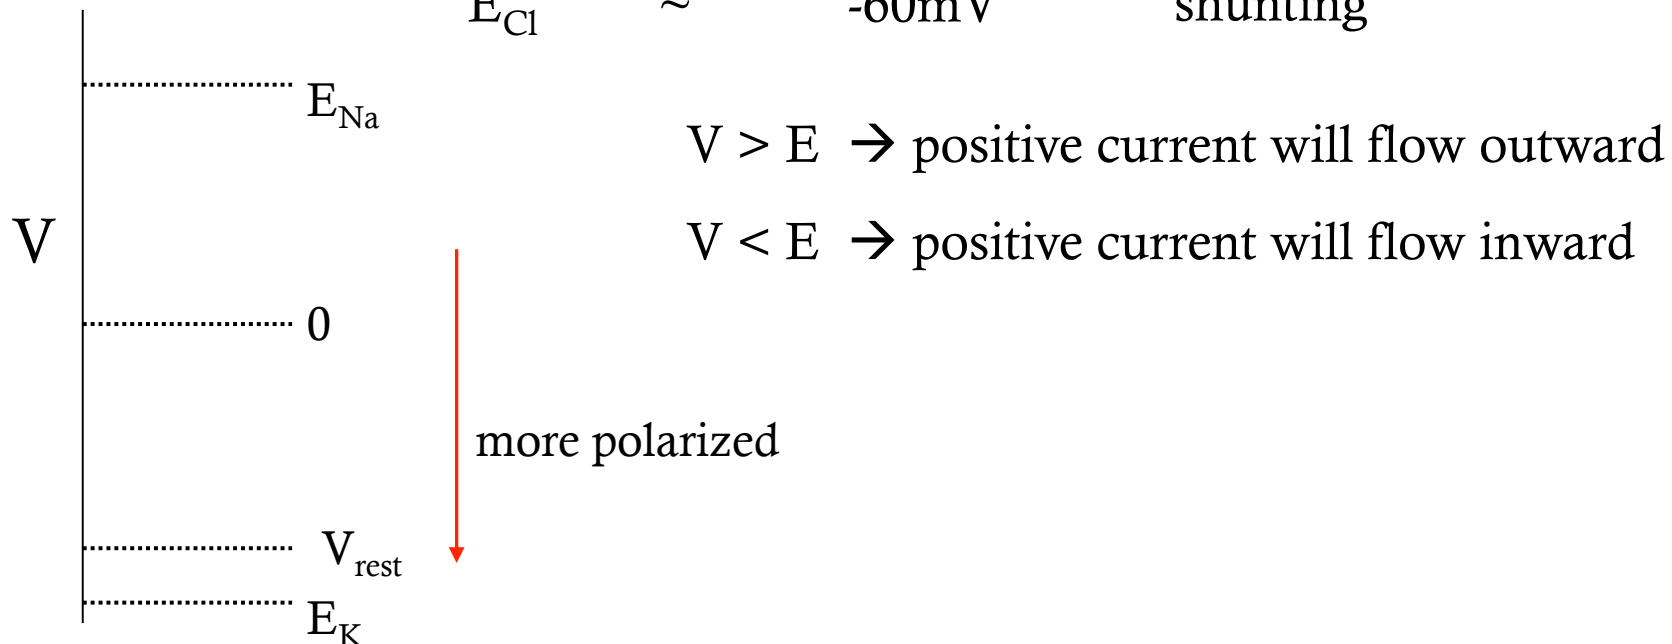 E_Cl ~ -60mV shunting
E_Na
V > E → positive current will flow outward
V
V < E → positive current will flow inward
0
more polarized
V_rest
E_K